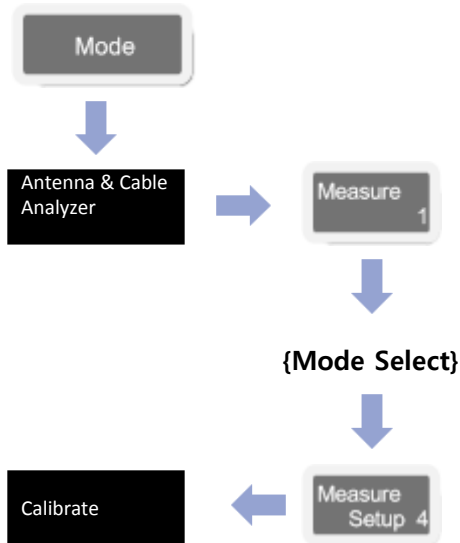 Mode
Antenna & Cable
Analyzer
Measure
1
{Mode Select}
Measure
Setup 4
Calibrate